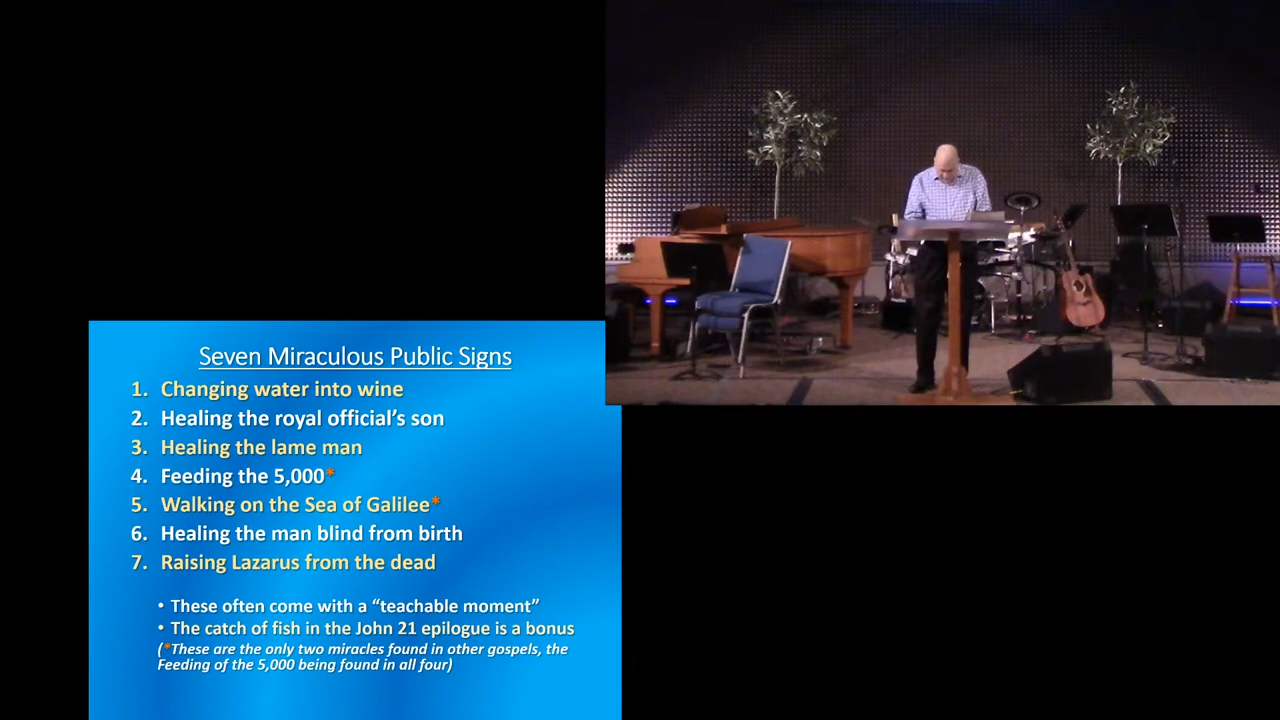 Seven Miraculous Public Signs
1. Changing water into wine
2. Healing the royal official’s son
3. Healing the lame man
4. Feeding the 5,000*
5. Walking on the Sea of Galilee*
6. Healing the man blind from birth
7. Raising Lazarus from the dead
• These often come with a “teachable moment”
• The catch of fish in the John 21 epilogue is a bonus
(*These are the only two miracles found in other gospels, the
Feeding of the 5,000 being found in all four)